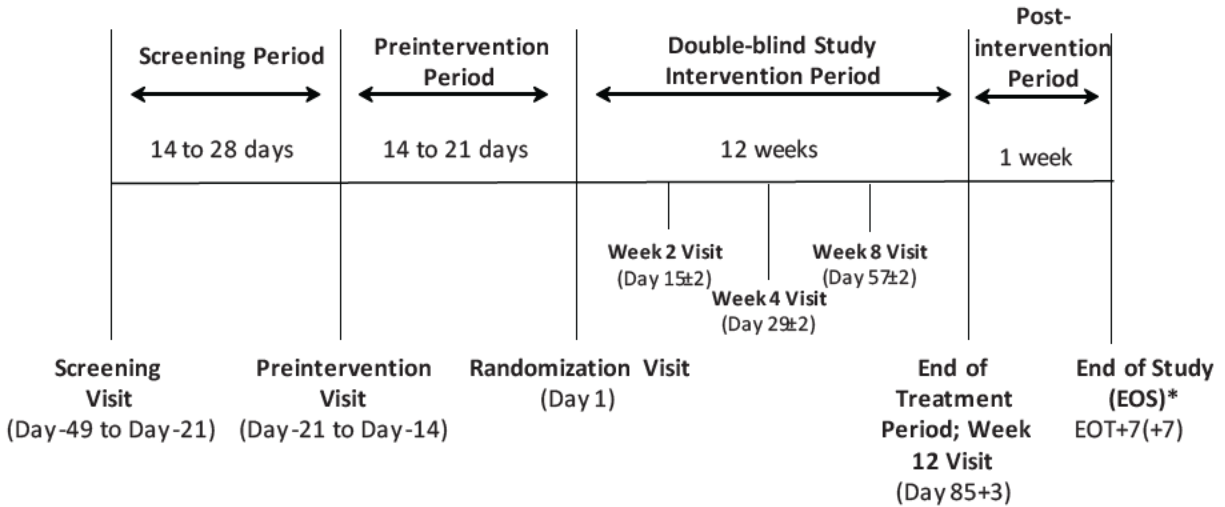 Screening Period
Preintervention
Period
Double-blind Study
Intervention Period
Post-
intervention
Period
14 to 28 days
14 to 21 days
12 weeks
1 week
Week 2 Visit
(Day 15±2)
Week 4 Visit
(Day 29±2)
Week 8 Visit
(Day 57±2)
Screening
Visit
(Day-49 to Day-21)
Preintervention
Visit
(Day-21 to Day-14)
Randomization Visit
(Day 1)
End of
Treatment
Period; Week
12 Visit
(Day 85+3)
End of Study
(EOS)*
EOT+7(+7)